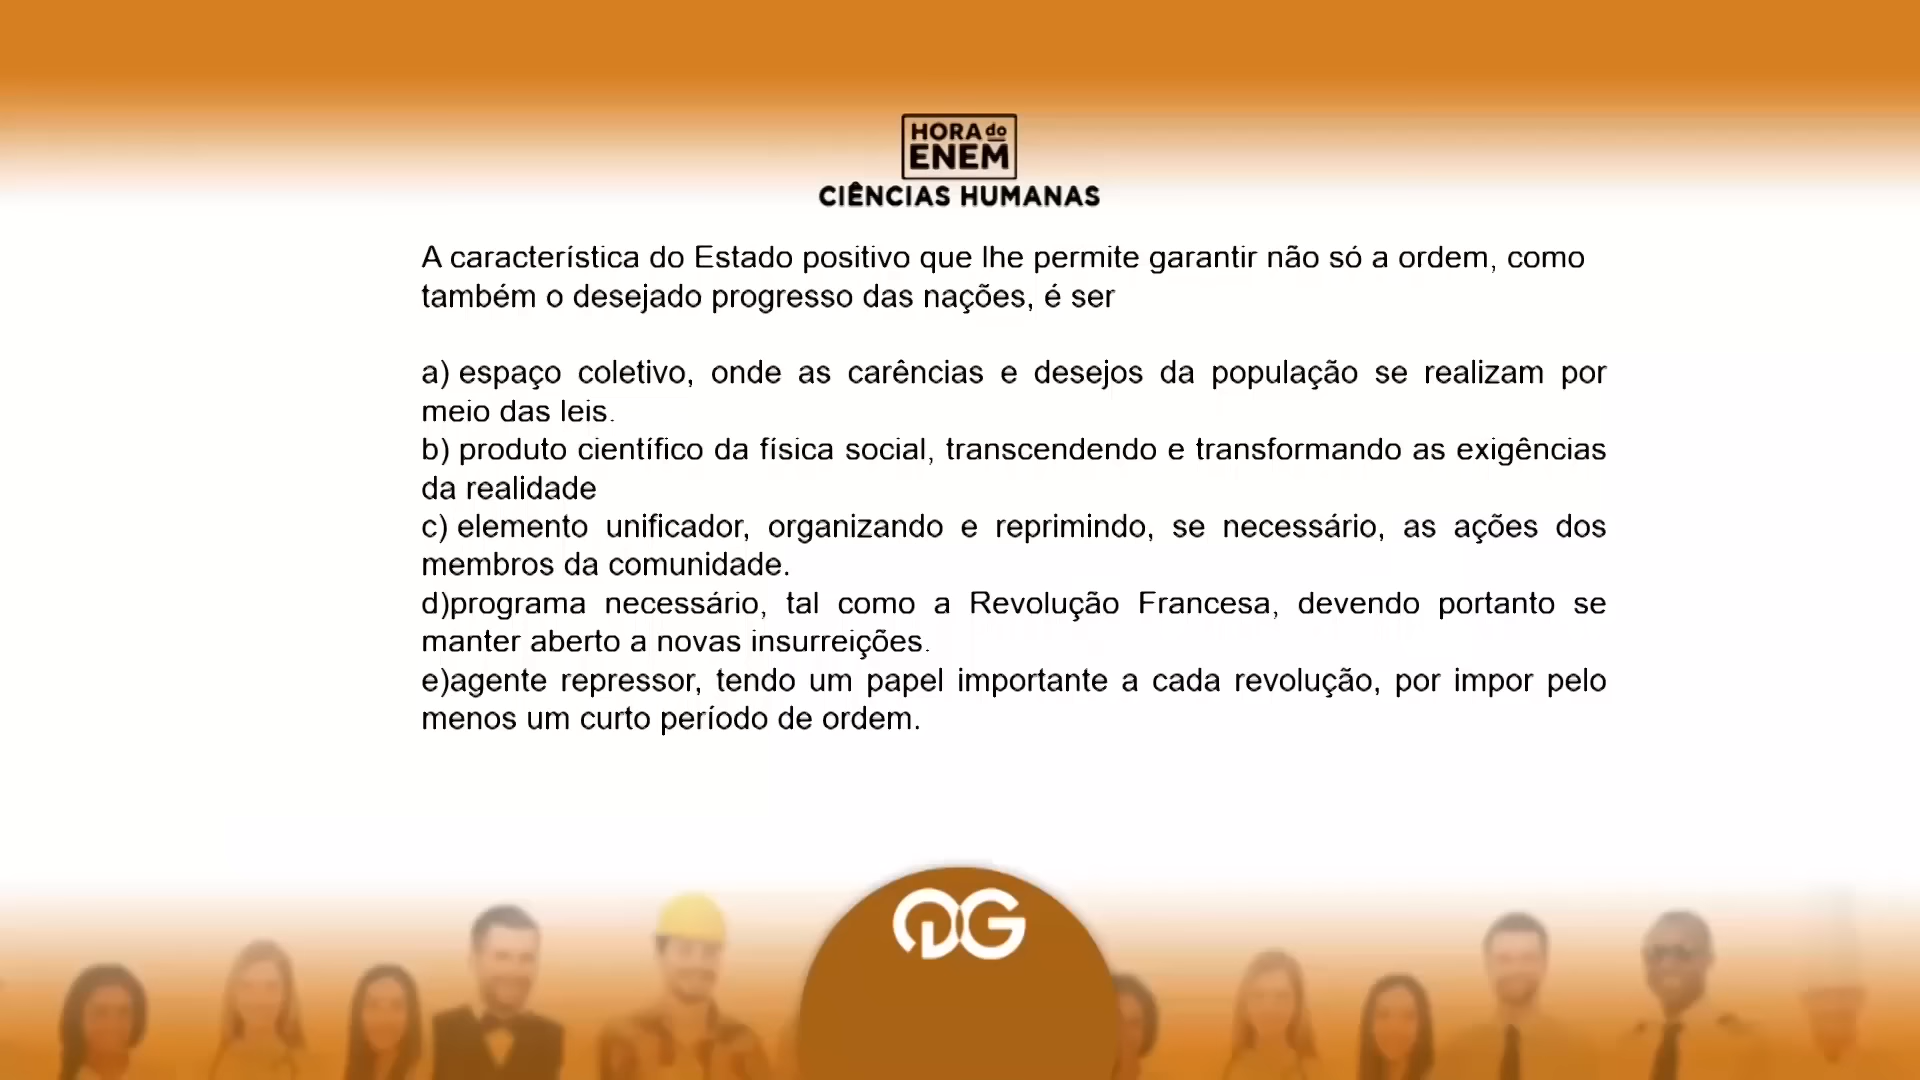 HORA do
ENEM
CIÊNCIAS HUMANAS
A característica do Estado positivo que lhe permite garantir não só a ordem, como
também o desejado progresso das nações, é ser
a) espaço coletivo, onde as carências e desejos da população se realizam por
meio das leis.
b) produto científico da física social, transcendendo e transformando as exigências
da realidade
c) elemento unificador, organizando e reprimindo, se necessário, as ações dos
membros da comunidade.
d)programa necessário, tal como a Revolução Francesa, devendo portanto se
manter aberto a novas insurreições.
e)agente repressor, tendo um papel importante a cada revolução, por impor pelo
menos um curto período de ordem.
QG